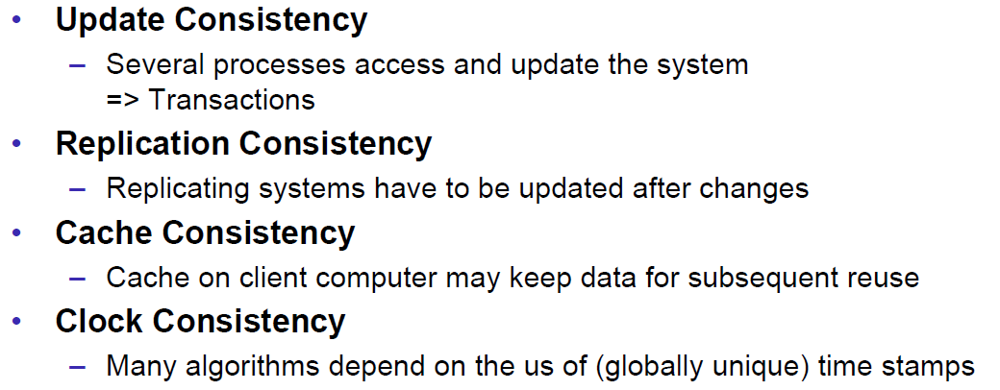 • Update Consistency
– Several processes access and update the system
=> Transactions
• Replication Consistency
– Replicating systems have to be updated after changes
• Cache Consistency
– Cache on client computer may keep data for subsequent reuse
• Clock Consistency
– Many algorithms depend on the us of (globally unique) time stamps